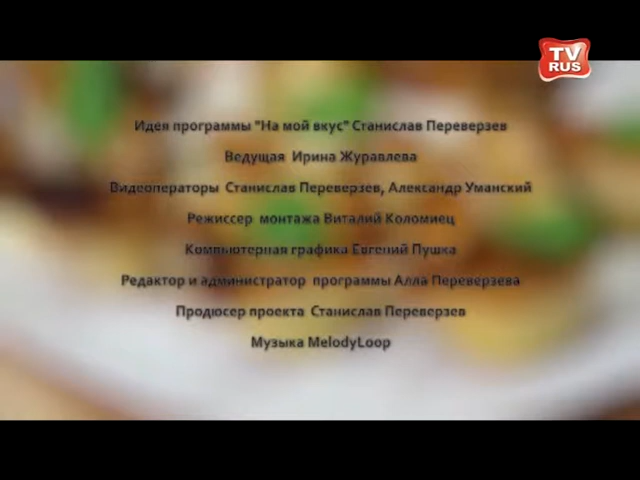 TV
RUS
Идея программы "На мой вкус" Станислав Переверзев
Ведущая Ирина Журавлева
Видеоператоры Станислав Переверзев, Александр Уманский
Режиссер монтажа Виталий Коломиец
Компьютерная графика Евгений Пушка
Редактор и администратор программы Алла Переверзева
Продюсер проекта Станислав Переверзев
Музыка MelodyLoop